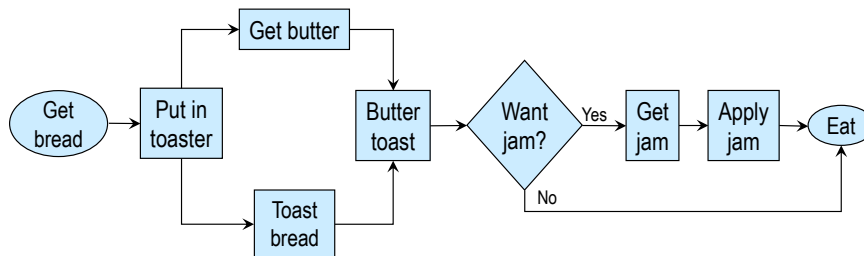 Get
bread
Put in
toaster
Get butter
Toast
bread
Butter
toast
Want
jam?
Yes
No
Get
jam
Apply
jam
Eat